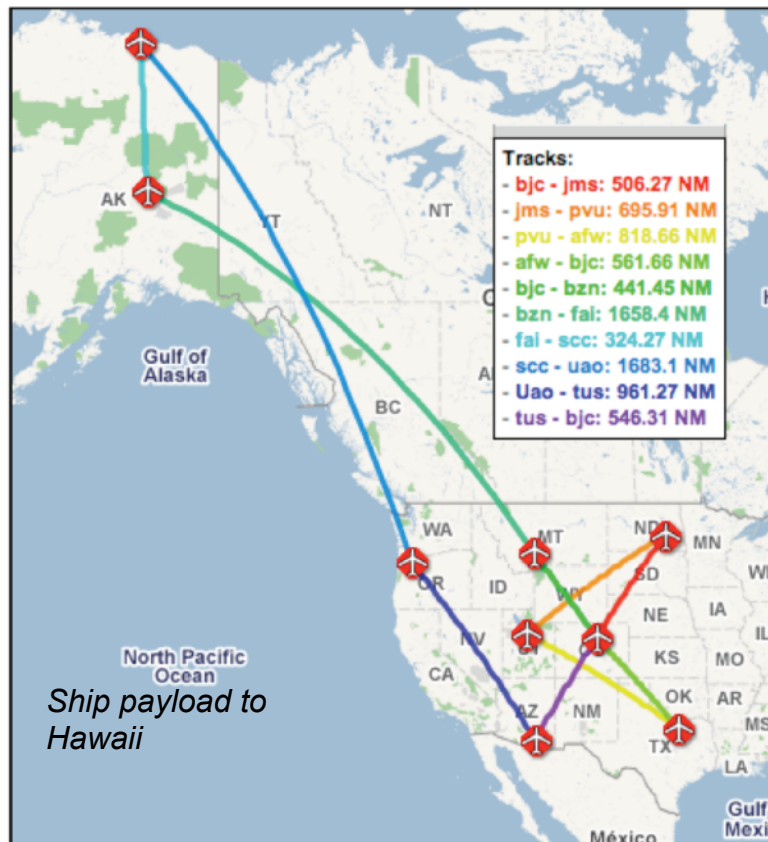 Tracks:
- bjc - jms: 506.27 NM
- jms - pvu: 695.91 NM
- pvu - afw: 818.66 NM
- afw - bjc: 561.66 NM
- bjc - bzn: 441.45 NM
- bzn - fai: 1658.4 NM
- fai - scc: 324.27 NM
- scc - uao: 1683.1 NM
- Uao - tus: 961.27 NM
- tus - bjc: 546.31 NM
AK
YT
NT
Gulf of
Alaska
BC
WA
MT
ND
MN
OR
ID
SD
WY
NE
IA
NV
KS
MO
CA
North Pacific
Ocean
OK
AR
AZ
NM
MS
Ship payload to
Hawaii
TX
LA
Gulf
Mexi
México